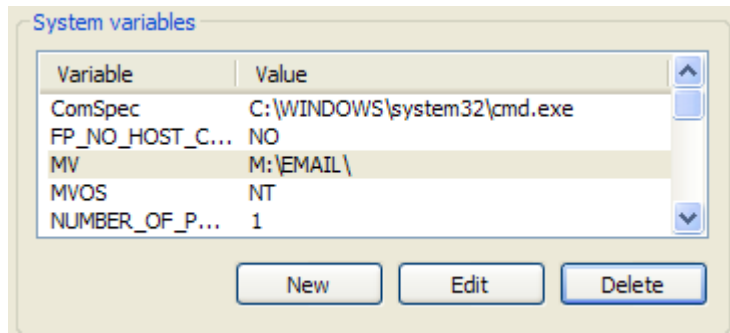 System variables
Variable Value
ComSpec C:\WINDOWS\system32\cmd.exe
FP_NO_HOST_C... NO
MV M:\EMAIL\
MVOS NT
NUMBER_OF_P... 1
New Edit Delete